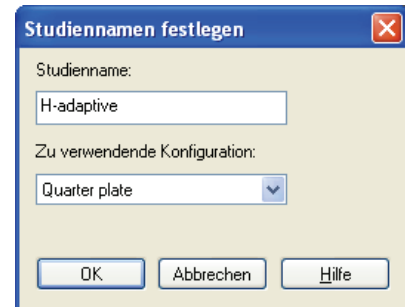 Studiennamen festlegen
Studienname:
H-adaptive
Zu verwendende Konfiguration:
Quarter plate
OK Abbrechen Hilfe